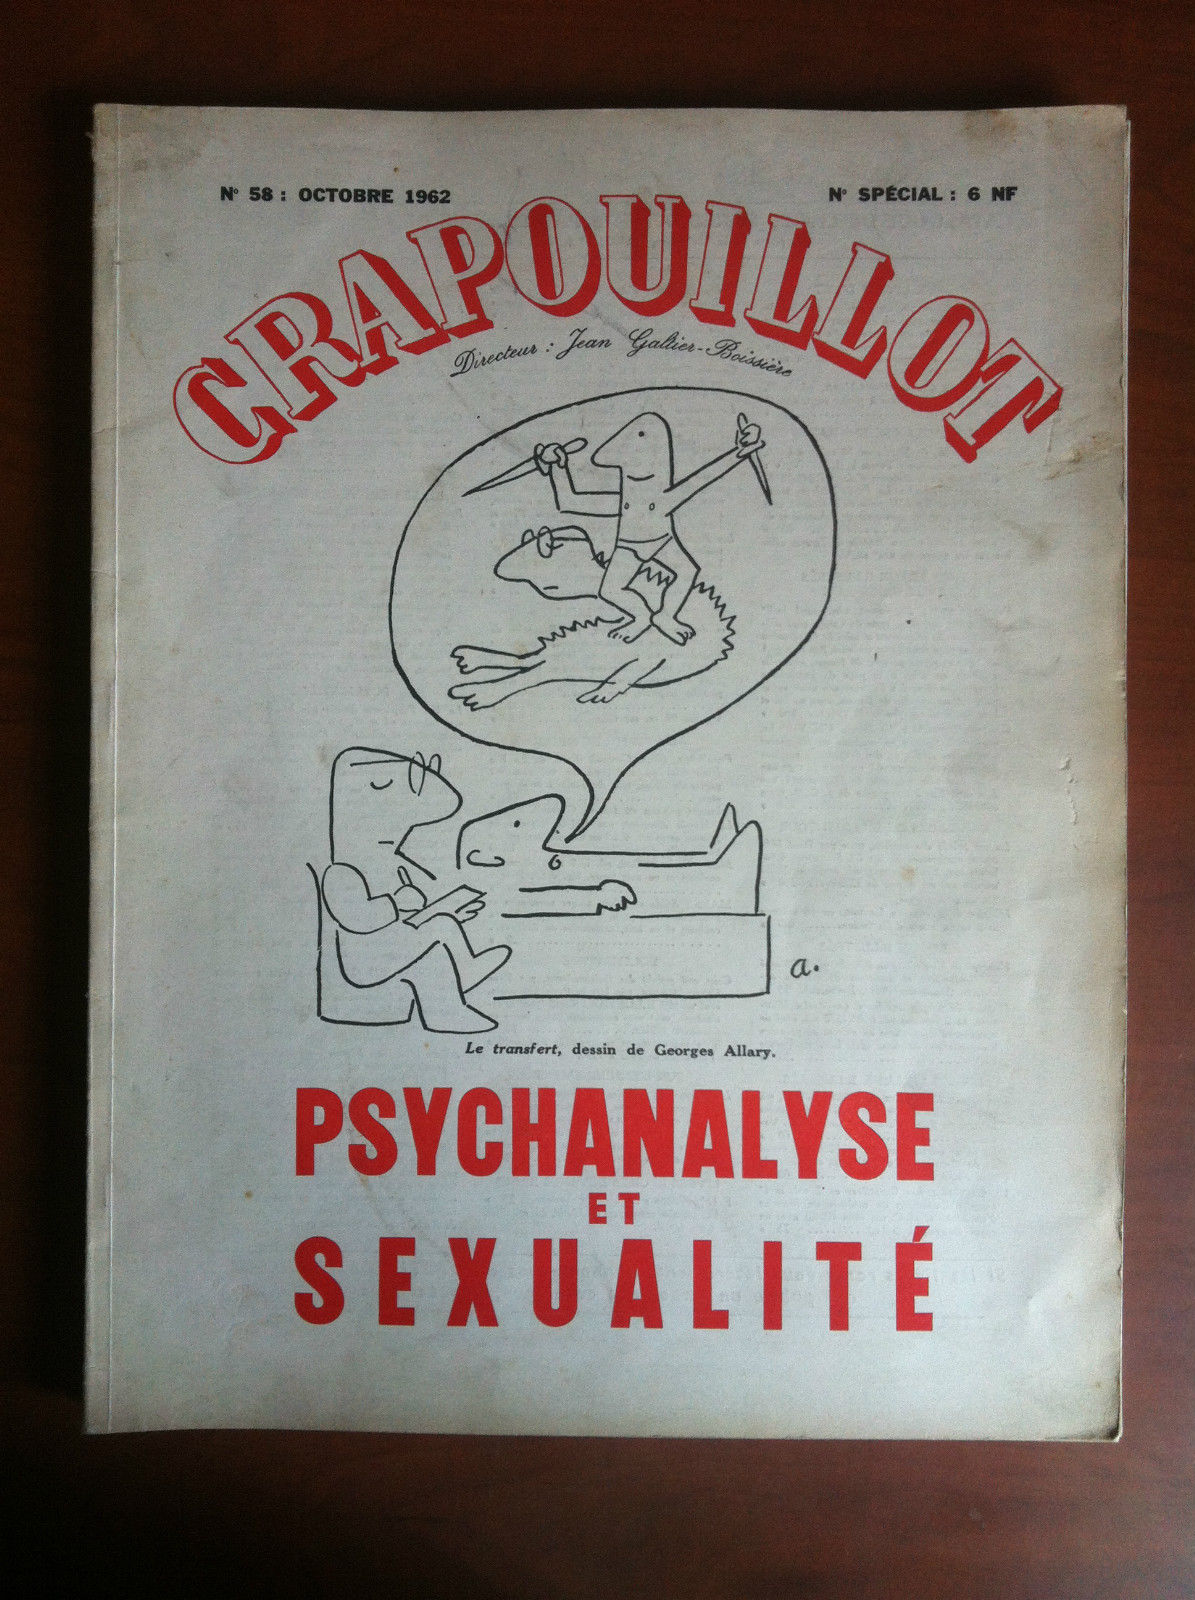 N° 58 : OCTOBRE 1962
N° SPÉCIAL : 6 NF
CRAPOUILLOT
Directeur : Jean Galtier-Boissière
a.
Le transfert, dessin de Georges Allary.
PSYCHANALYSE
ET
SEXUALITÉ